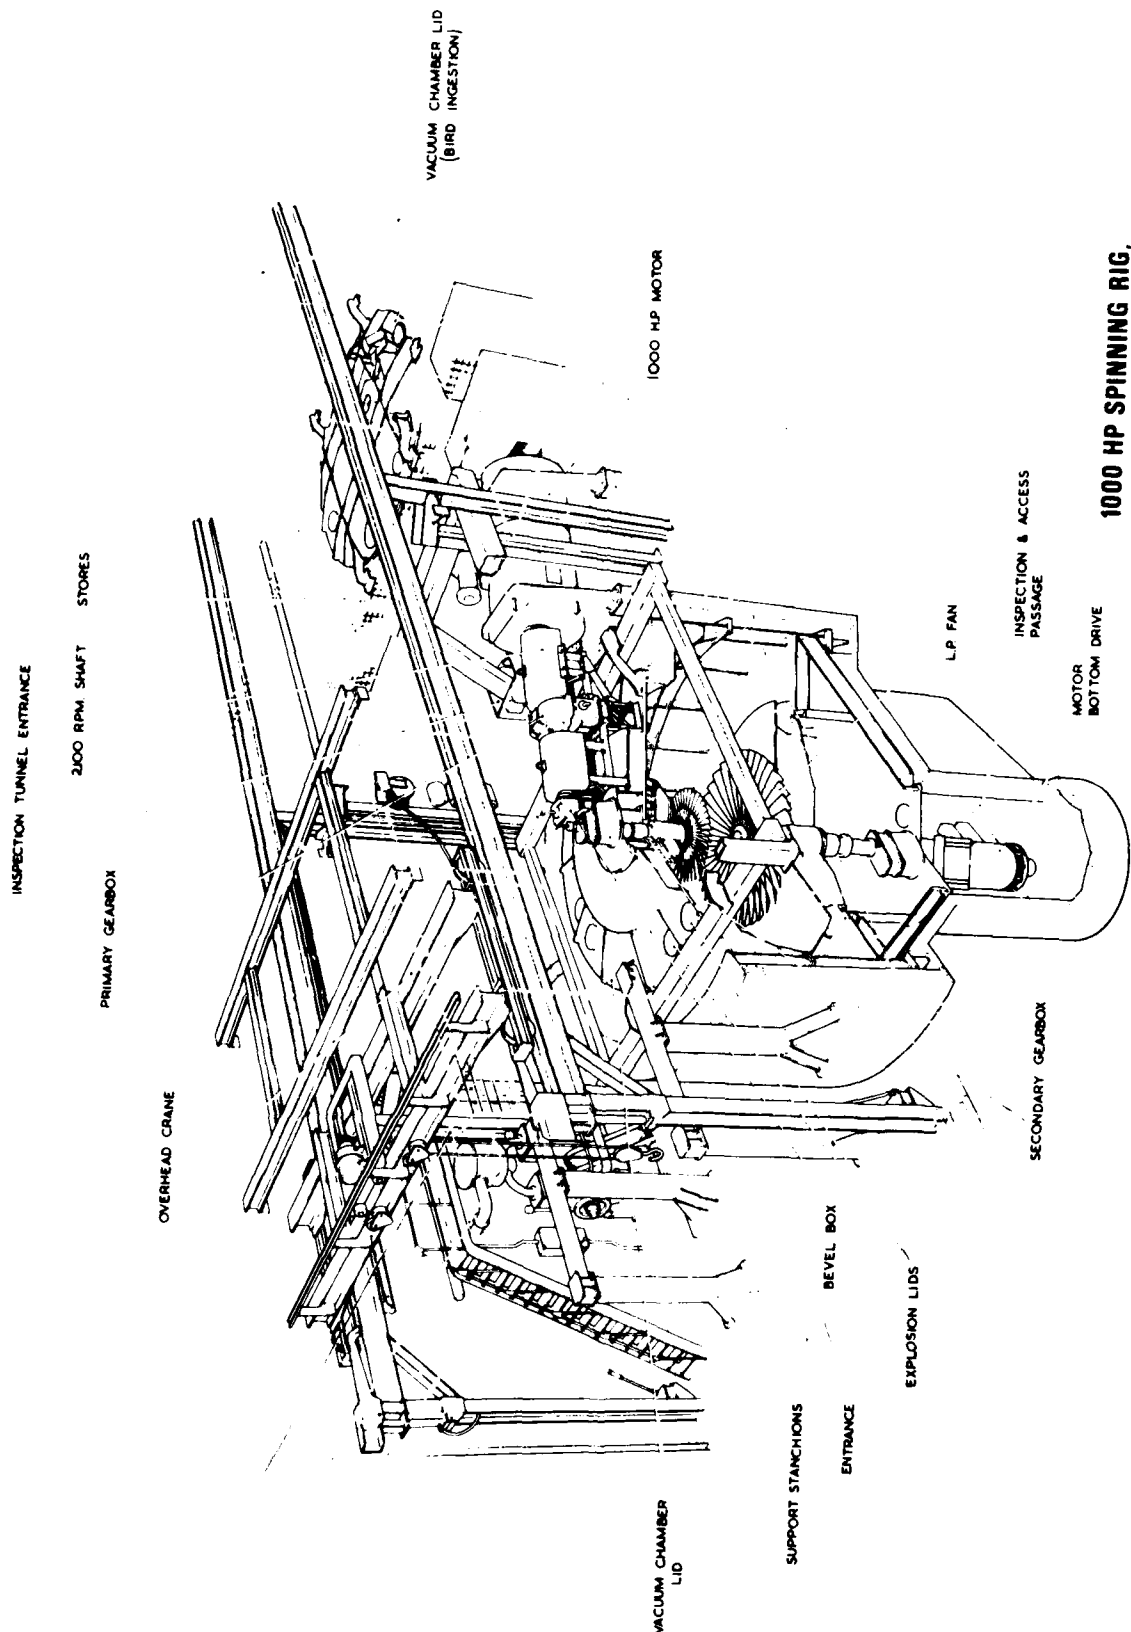 INSPECTION TUNNEL ENTRANCE
2,100 RPM. SHAFT
STORES
PRIMARY GEARBOX
OVERHEAD CRANE
VACUUM CHAMBER LID
(BIRD INGESTION)
1000 H.P MOTOR
VACUUM CHAMBER
LID
SUPPORT STANCHIONS
BEVEL BOX
ENTRANCE
EXPLOSION LIDS
L.P. FAN
INSPECTION & ACCESS
PASSAGE
SECONDARY GEARBOX
MOTOR
BOTTOM DRIVE
1000 HP SPINNING RIG.